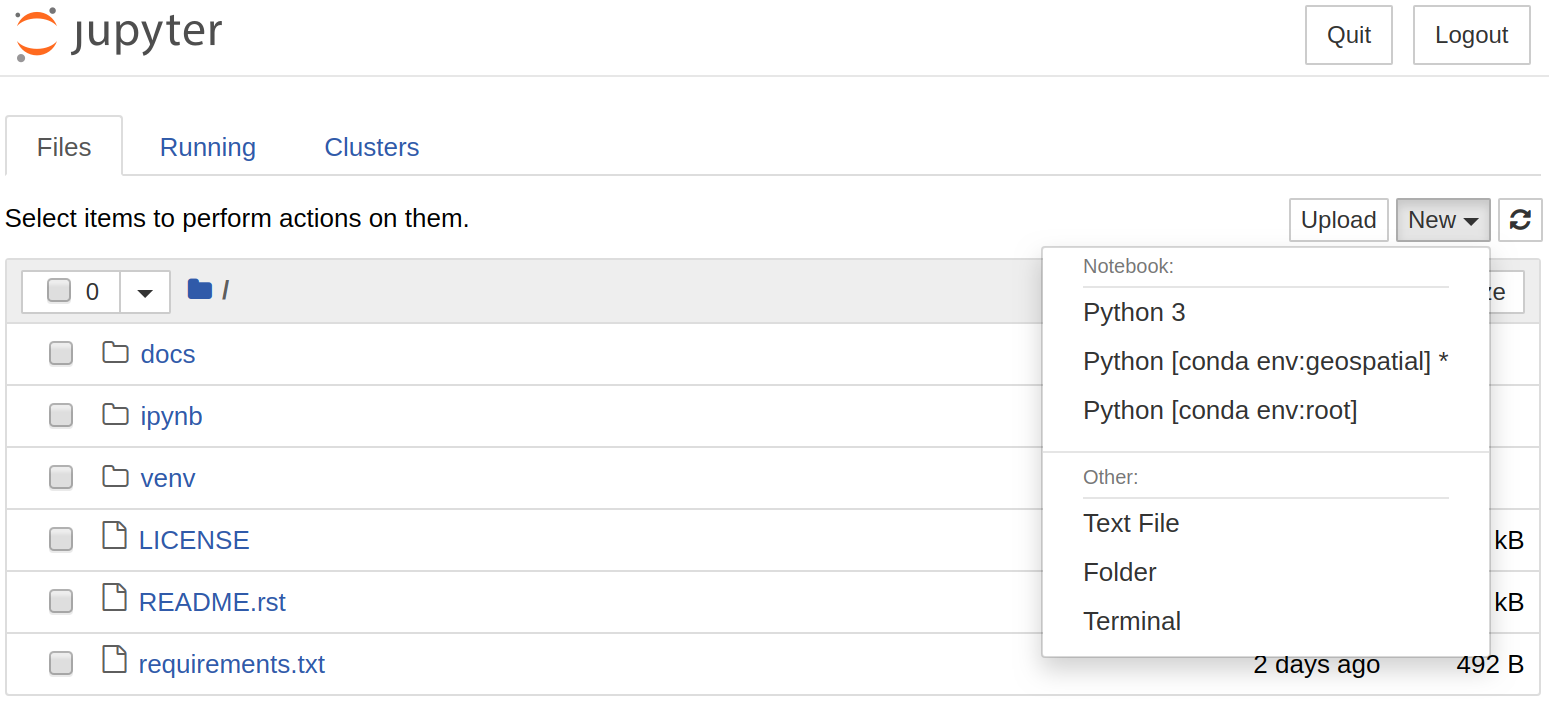 jupyter
Quit
Logout
Files
Running
Clusters
Select items to perform actions on them.
Upload
New
0
/
Notebook:
Python 3
Python [conda env:geospatial] *
Python [conda env:root]
Other:
Text File
Folder
Terminal
docs
ipynb
venv
LICENSE
kB
README.rst
kB
requirements.txt
2 days ago
492 B